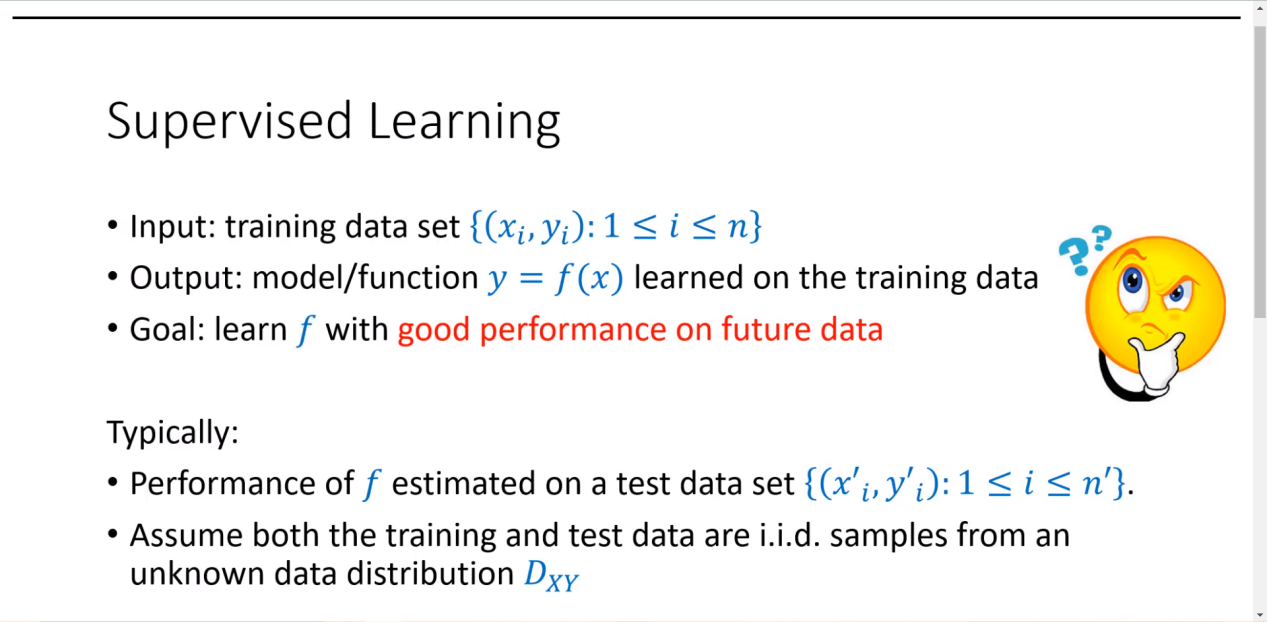 Supervised Learning
• Input: training data set {(xᵢ, yᵢ): 1 ≤ i ≤ n}
• Output: model/function y = f(x) learned on the training data
• Goal: learn f with good performance on future data
??
Typically:
• Performance of f estimated on a test data set {(x′ᵢ, y′ᵢ): 1 ≤ i ≤ n′}.
• Assume both the training and test data are i.i.d. samples from an
unknown data distribution D_XY